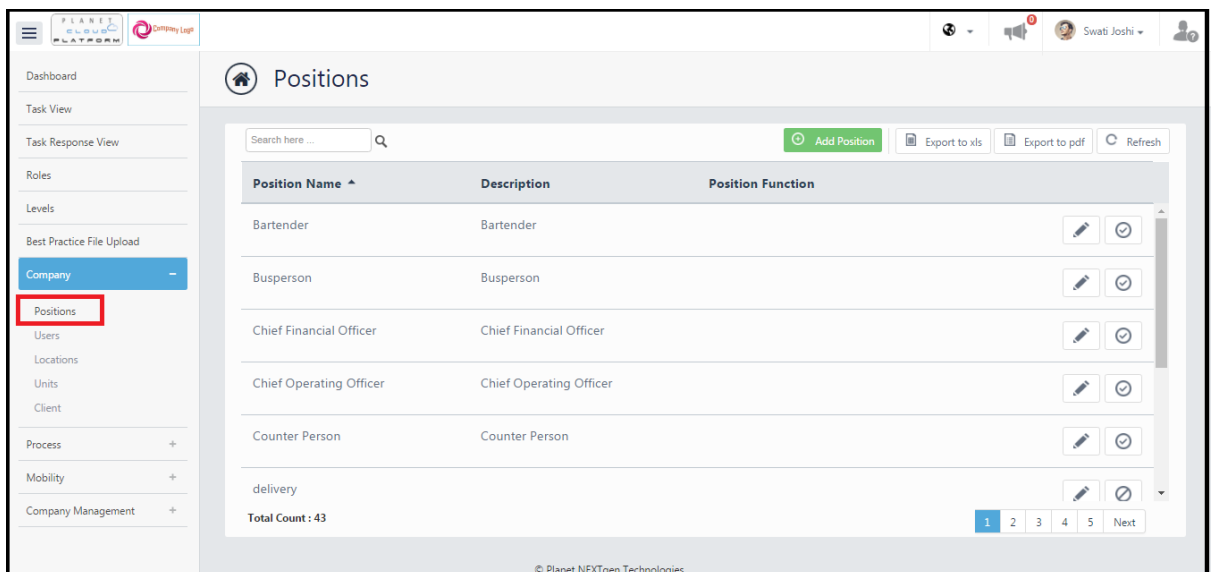 PLANET
CLOUD
PLATFORM
Company Logo
0
Swati Joshi
Dashboard
Task View
Task Response View
Roles
Levels
Best Practice File Upload
Company −
Positions
Users
Locations
Units
Client
Process +
Mobility +
Company Management +
Positions
Search here ...
Add Position
Export to xls
Export to pdf
Refresh
Position Name Description Position Function
Bartender Bartender
Busperson Busperson
Chief Financial Officer Chief Financial Officer
Chief Operating Officer Chief Operating Officer
Counter Person Counter Person
delivery
Total Count : 43
1 2 3 4 5 Next
© Planet NEXTgen Technologies